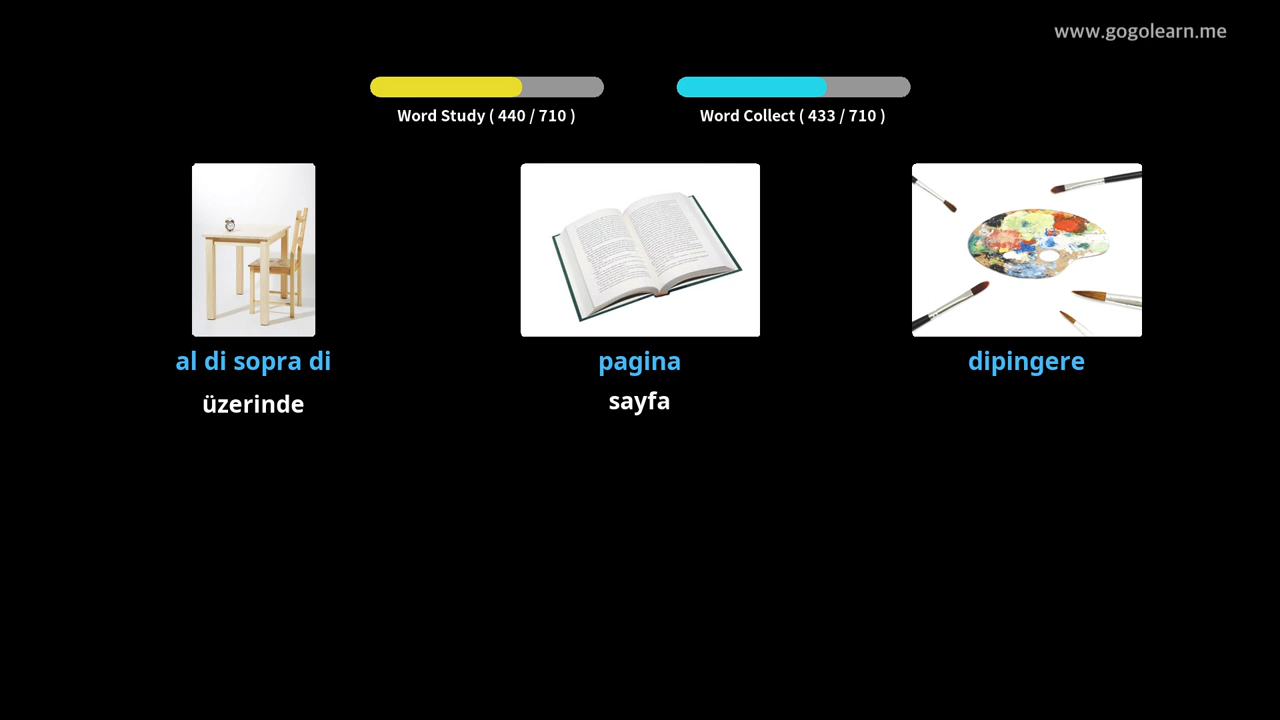 www.gogolearn.me
Word Study ( 440 / 710 )
Word Collect ( 433 / 710 )
al di sopra di
pagina
dipingere
üzerinde
sayfa